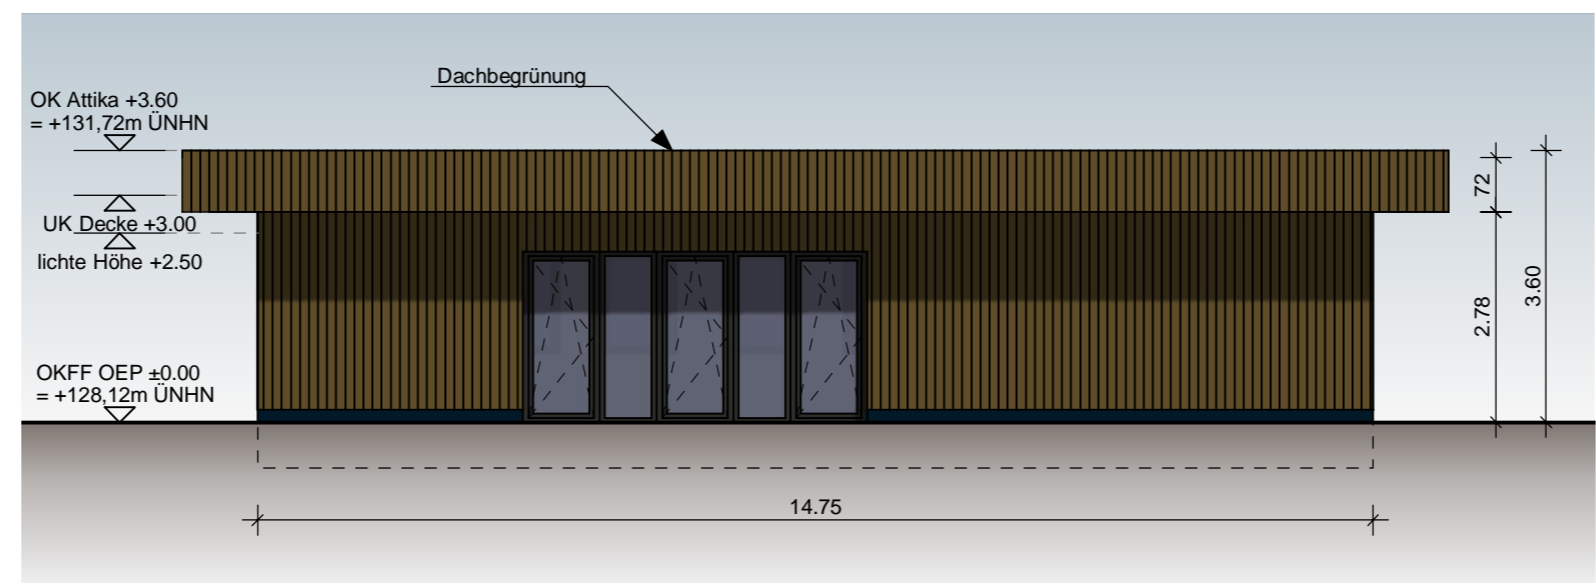 Dachbegrünung
OK Attika +3.60
= +131,72m ÜNHN
UK Decke +3.00
lichte Höhe +2.50
OKFF OEP ±0.00
= +128,12m ÜNHN
72
2.78
3.60
14.75